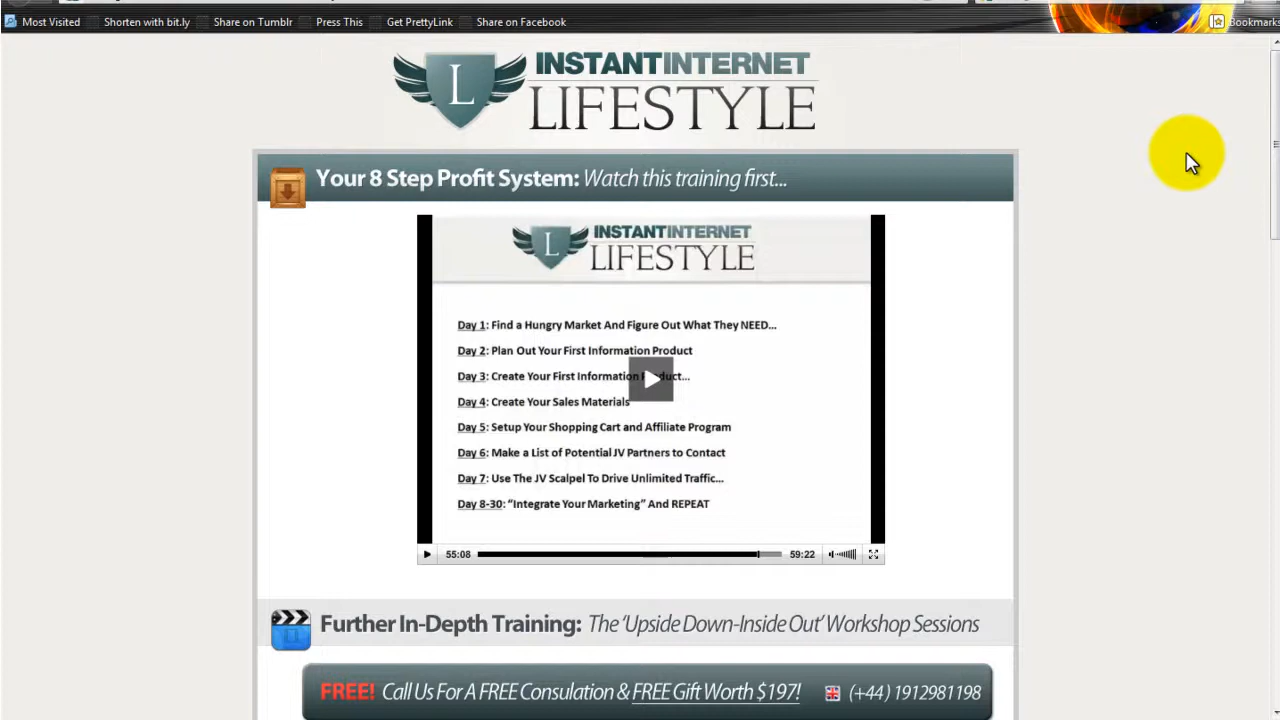 Most Visited Shorten with bit.ly Share on Tumblr Press This Get PrettyLink Share on Facebook Bookmarks
L INSTANTINTERNET
LIFESTYLE
Your 8 Step Profit System: Watch this training first...
L INSTANTINTERNET
LIFESTYLE
Day 1: Find a Hungry Market And Figure Out What They NEED...
Day 2: Plan Out Your First Information Product
Day 3: Create Your First Information Product...
Day 4: Create Your Sales Materials
Day 5: Setup Your Shopping Cart and Affiliate Program
Day 6: Make a List of Potential JV Partners to Contact
Day 7: Use The JV Scalpel To Drive Unlimited Traffic...
Day 8-30: “Integrate Your Marketing” And REPEAT
55:08 59:22
Further In-Depth Training: The ‘Upside Down-Inside Out’ Workshop Sessions
FREE! Call Us For A FREE Consulation & FREE Gift Worth $197! (+44) 1912981198